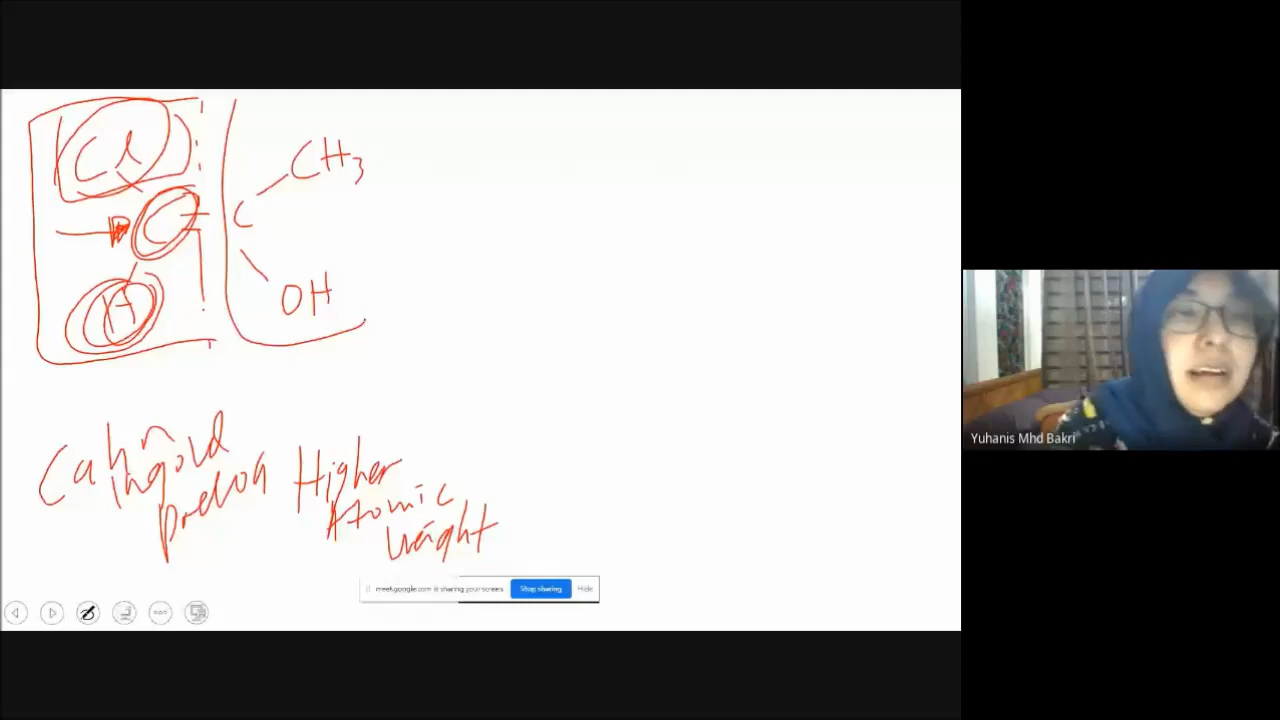 Cl
CH3
C
C
H
OH
Cahn
Ingold
prelog
Higher
Atomic
weight
meet.google.com is sharing your screen
Stop sharing
Hide
Yuhanis Mhd Bakri